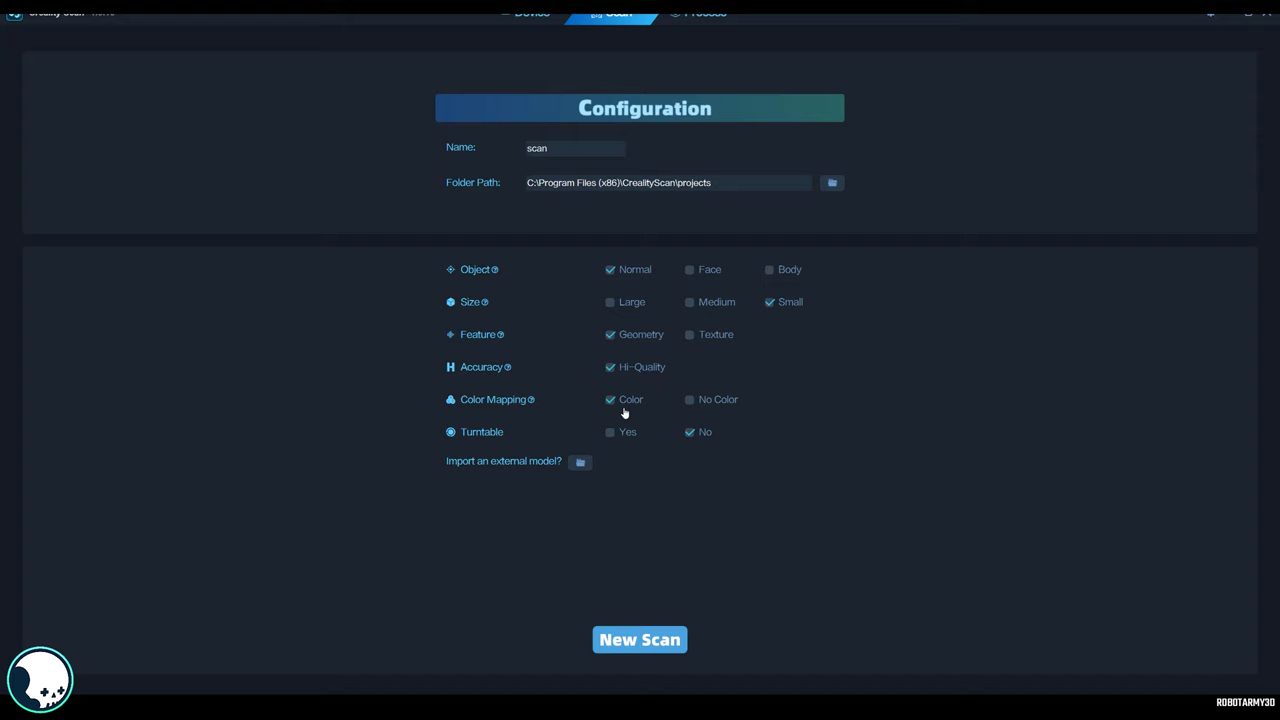 Configuration
Name: scan
Folder Path: C:\Program Files (x86)\CrealityScan\projects
Object Normal Face Body
Size Large Medium Small
Feature Geometry Texture
Accuracy Hi-Quality
Color Mapping Color No Color
Turntable Yes No
Import an external model?
New Scan
ROBOTARMY3D